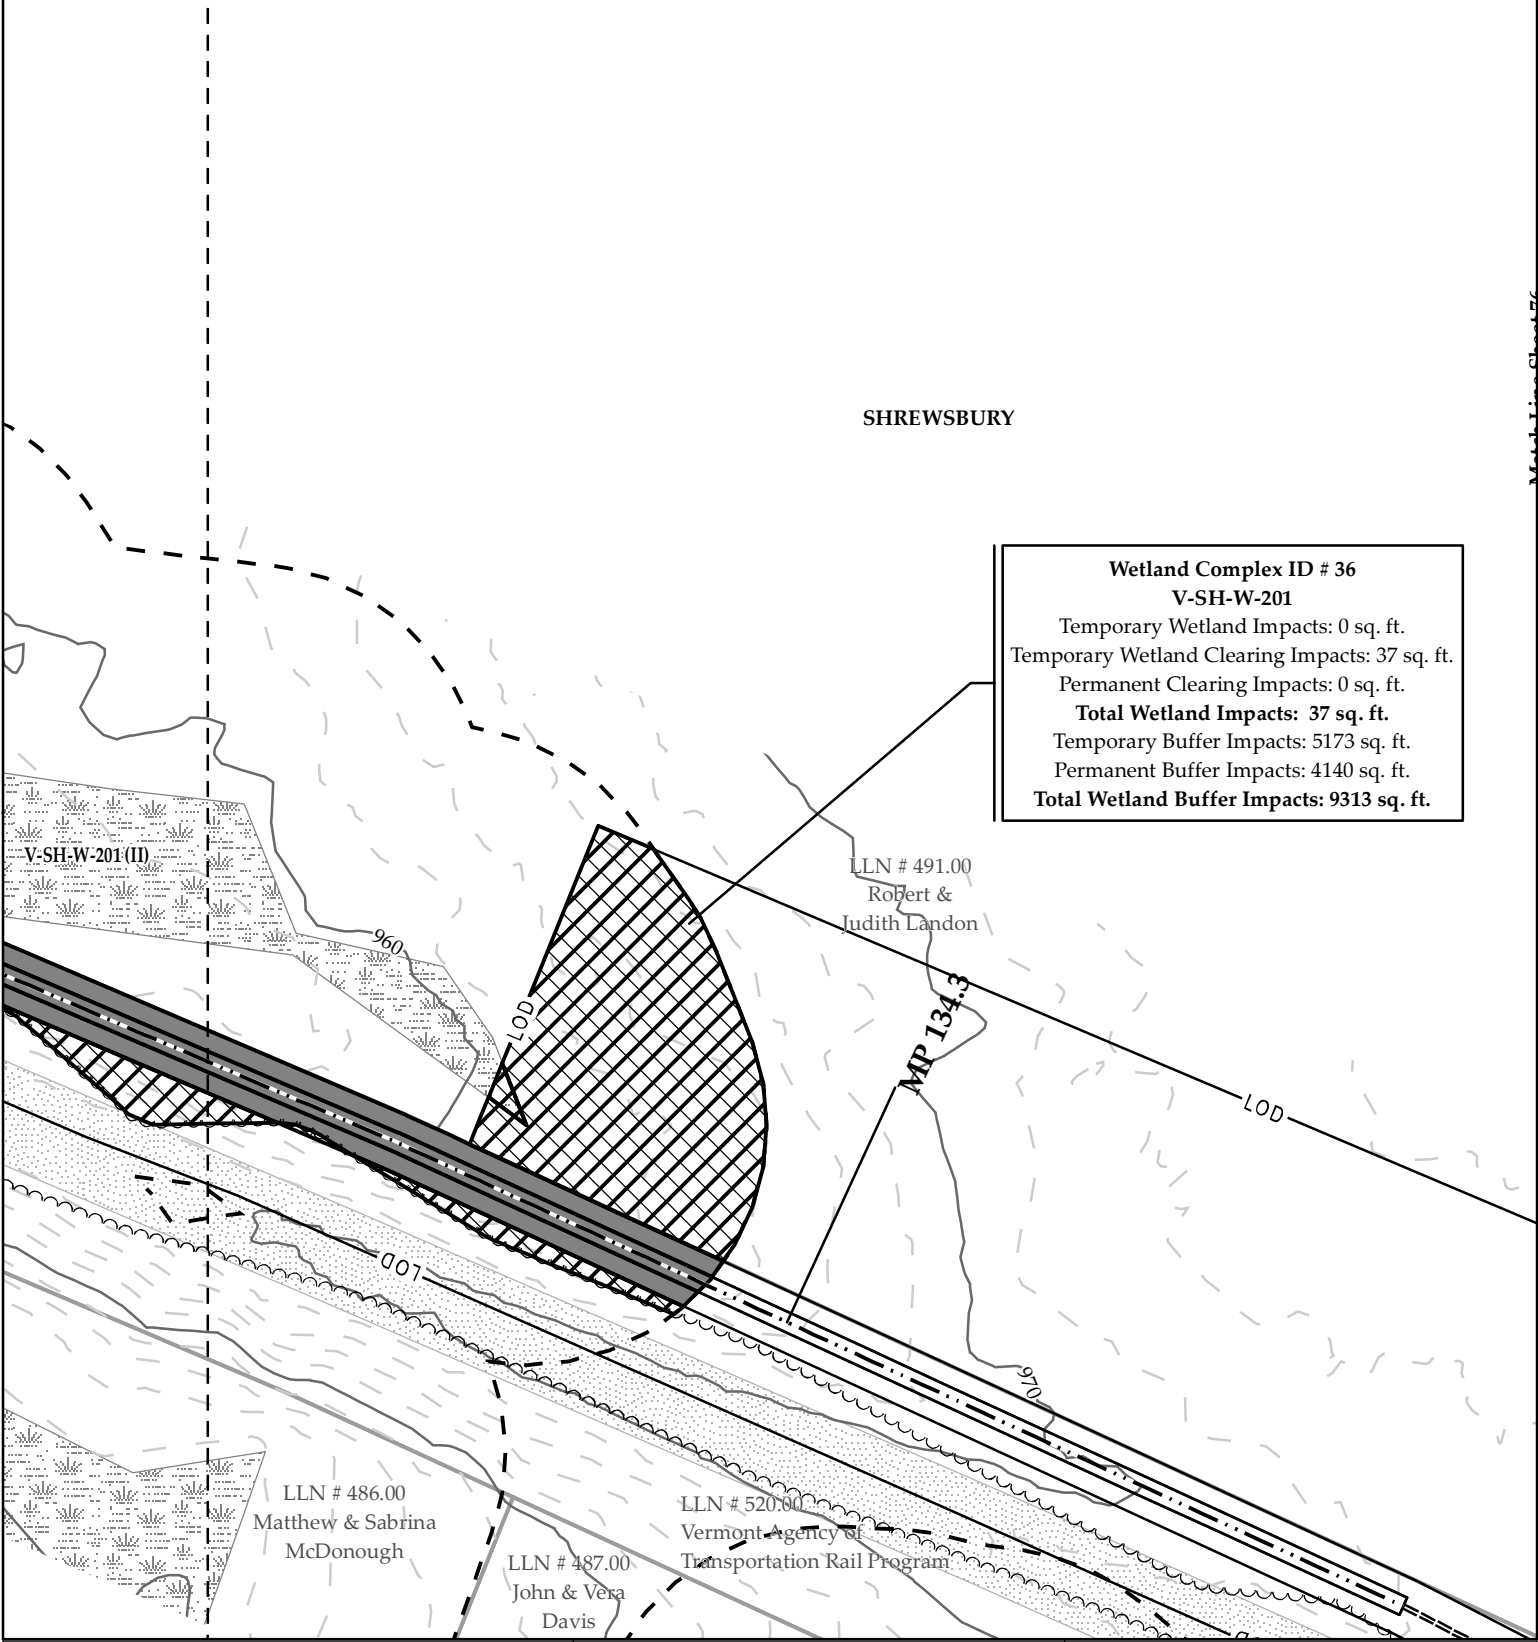 SHREWSBURY
Match Line Sheet 76
Wetland Complex ID # 36
V-SH-W-201
Temporary Wetland Impacts: 0 sq. ft.
Temporary Wetland Clearing Impacts: 37 sq. ft.
Permanent Clearing Impacts: 0 sq. ft.
Total Wetland Impacts: 37 sq. ft.
Temporary Buffer Impacts: 5173 sq. ft.
Permanent Buffer Impacts: 4140 sq. ft.
Total Wetland Buffer Impacts: 9313 sq. ft.
V-SH-W-201 (II)
LLN # 491.00
Robert &
Judith Landon
960
LOD
MP 134.3
LOD
LOD
970
LLN # 486.00
Matthew & Sabrina
McDonough
LLN # 520.00
Vermont Agency of
Transportation Rail Program
LLN # 487.00
John & Vera
Davis